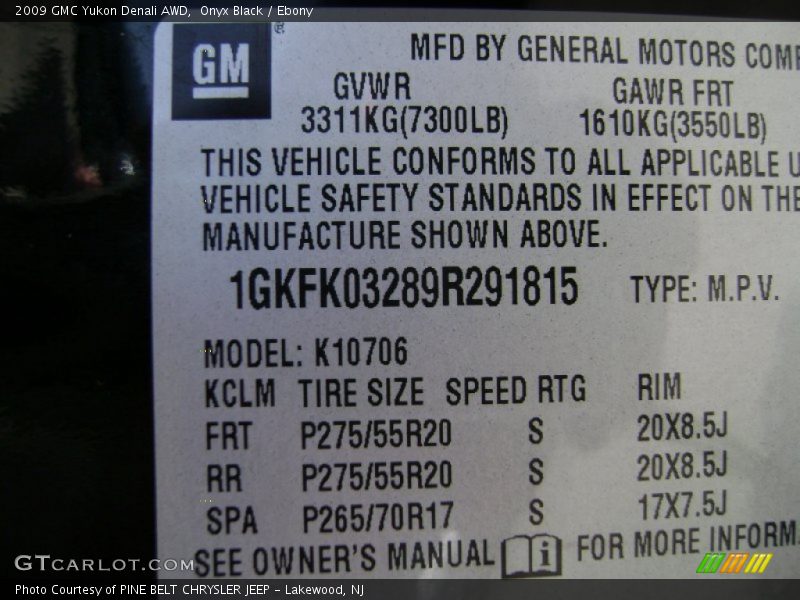 2009 GMC Yukon Denali AWD, Onyx Black / Ebony
GM
MFD BY GENERAL MOTORS COMP
GVWR GAWR FRT
3311KG(7300LB) 1610KG(3550LB)
THIS VEHICLE CONFORMS TO ALL APPLICABLE U
VEHICLE SAFETY STANDARDS IN EFFECT ON THE
MANUFACTURE SHOWN ABOVE.
1GKFK03289R291815 TYPE: M.P.V.
MODEL: K10706
KCLM TIRE SIZE SPEED RTG RIM
FRT P275/55R20 S 20X8.5J
RR P275/55R20 S 20X8.5J
SPA P265/70R17 S 17X7.5J
SEE OWNER'S MANUAL i FOR MORE INFORM
GTCARLOT.COM
Photo Courtesy of PINE BELT CHRYSLER JEEP - Lakewood, NJ